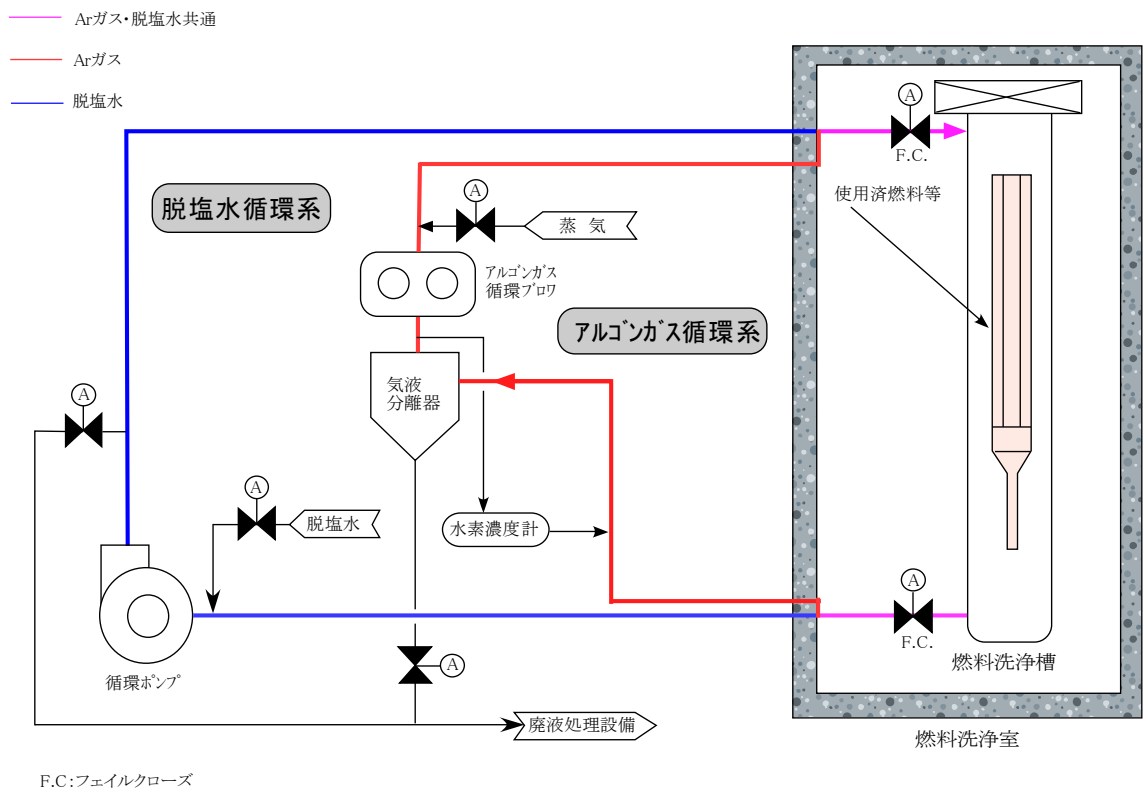 Arガス・脱塩水共通
Arガス
脱塩水
A
F.C.
脱塩水循環系
A
使用済燃料等
蒸 気
アルゴンガス
循環ブロワ
アルゴンガス循環系
気液
分離器
A
A
脱塩水
水素濃度計
A
F.C.
A
燃料洗浄槽
循環ポンプ
廃液処理設備
燃料洗浄室
F.C:フェイルクローズ